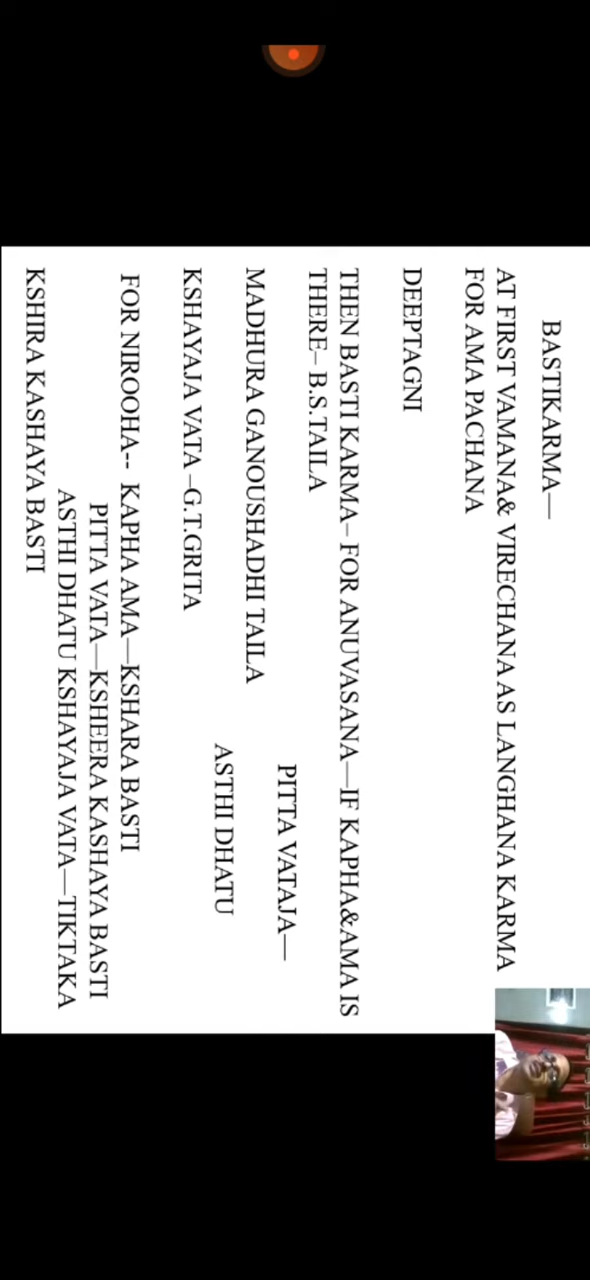 BASTIKARMA—
AT FIRST VAMANA& VIRECHANA AS LANGHANA KARMA
FOR AMA PACHANA
DEEPTAGNI
THEN BASTI KARMA– FOR ANUVASANA—IF KAPHA&AMA IS
THERE– B.S.TAILA
PITTA VATAJA—
MADHURA GANOUSHADHI TAILA
ASTHI DHATU
KSHAYAJA VATA –G.T.GRITA
FOR NIROOHA-- KAPHA AMA—KSHARA BASTI
PITTA VATA—KSHEERA KASHAYA BASTI
ASTHI DHATU KSHAYAJA VATA—TIKTAKA
KSHIRA KASHAYA BASTI